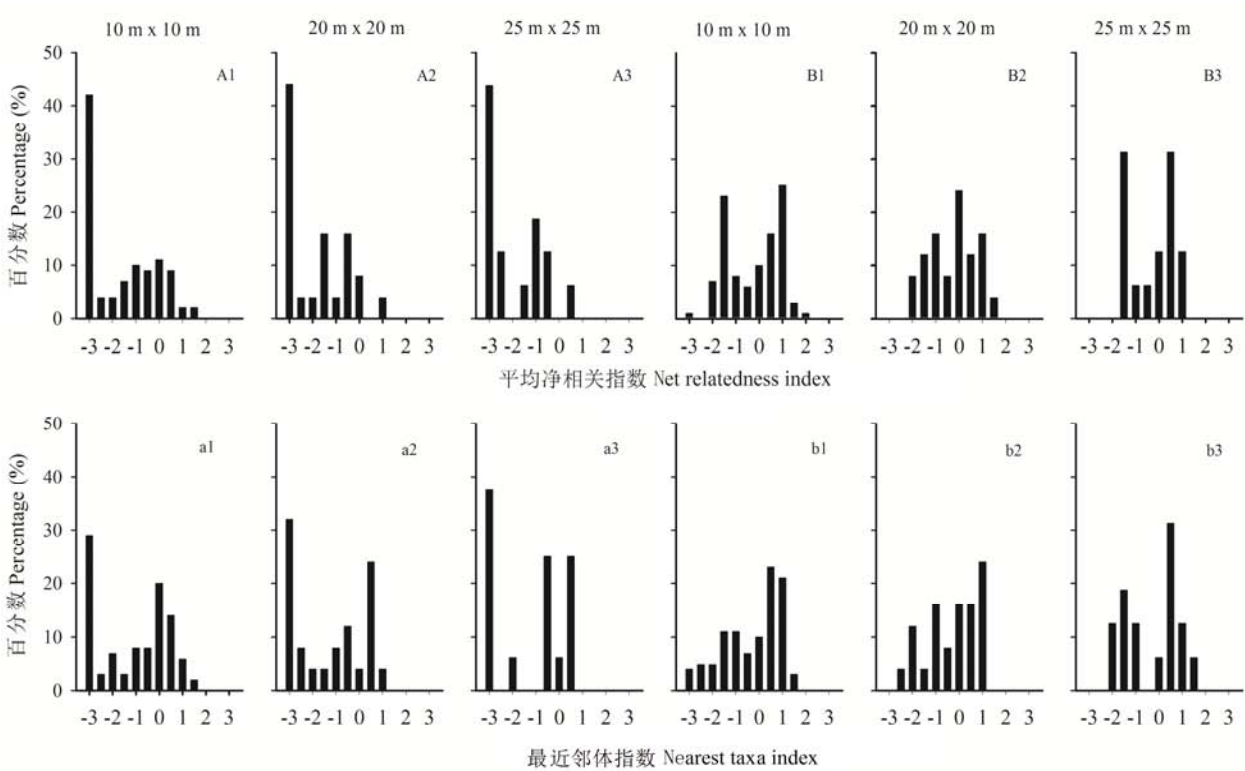 10 m x 10 m 20 m x 20 m 25 m x 25 m 10 m x 10 m 20 m x 20 m 25 m x 25 m
百分数 Percentage (%)
50
40
30
20
10
0
A1 A2 A3 B1 B2 B3
-3 -2 -1 0 1 2 3 -3 -2 -1 0 1 2 3 -3 -2 -1 0 1 2 3 -3 -2 -1 0 1 2 3 -3 -2 -1 0 1 2 3 -3 -2 -1 0 1 2 3
平均净相关指数 Net relatedness index
百分数 Percentage (%)
50
40
30
20
10
0
a1 a2 a3 b1 b2 b3
-3 -2 -1 0 1 2 3 -3 -2 -1 0 1 2 3 -3 -2 -1 0 1 2 3 -3 -2 -1 0 1 2 3 -3 -2 -1 0 1 2 3 -3 -2 -1 0 1 2 3
最近邻体指数 Nearest taxa index